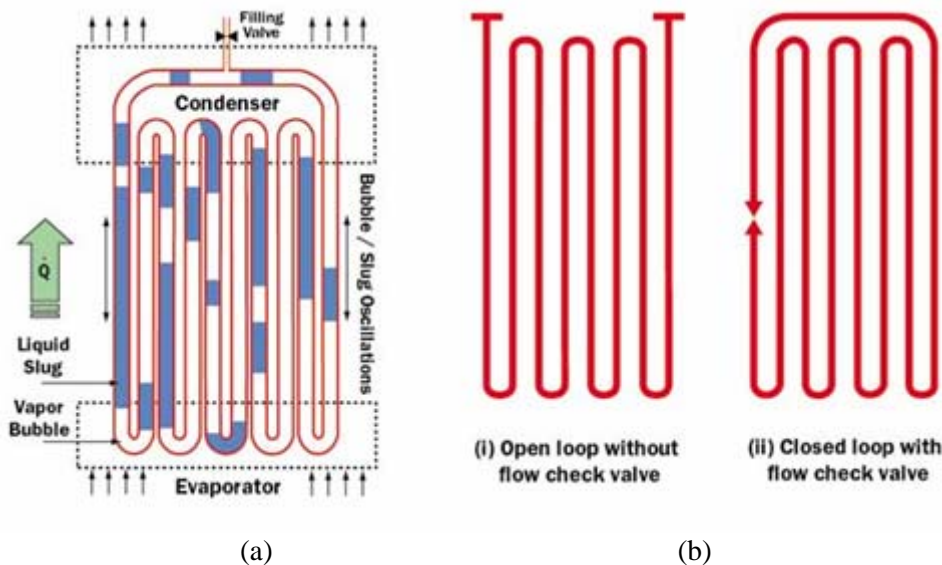 Filling
Valve
Condenser
Bubble / Slug Oscillations
Q̇
Liquid
Slug
Vapor
Bubble
Evaporator
(i) Open loop without
flow check valve
(ii) Closed loop with
flow check valve
(a)
(b)